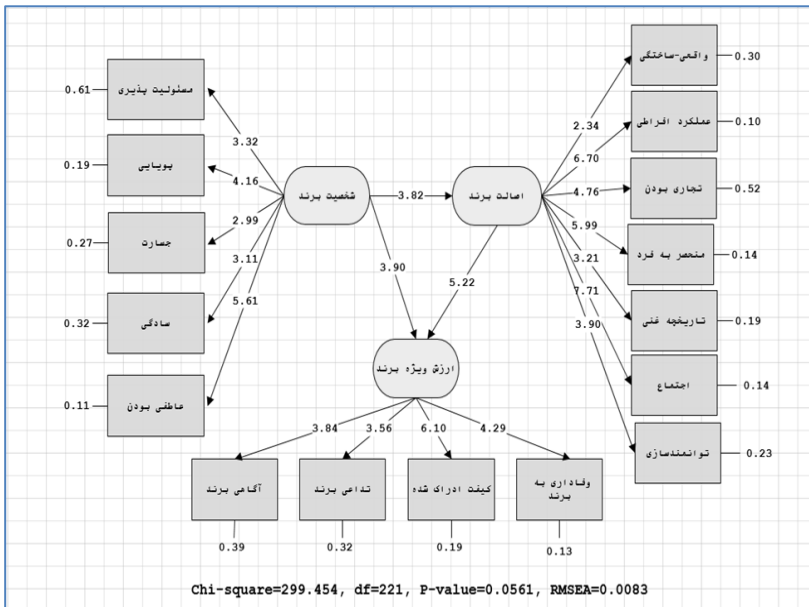 واقعی-ساختگی
0.30
2.34
مسئولیت پذیری
0.61
3.32
عملکرد افراطی
0.10
6.70
پویایی
0.19
4.16
شخصیت برند
3.82
اصالت برند
تجاری بودن
0.52
4.76
جسارت
0.27
2.99
منحصر به فرد
0.14
5.99
3.11
3.90
5.22
3.21
سادگی
0.32
تاریخچه غنی
0.19
7.71
5.61
3.90
ارزش ویژه برند
اجتماع
0.14
عاطفی بودن
0.11
3.84
3.56
6.10
4.29
توانمندسازی
0.23
آگاهی برند
تداعی برند
کیفت ادراک شده
وفاداری به
برند
0.39
0.32
0.19
0.13
Chi-square=299.454, df=221, P-value=0.0561, RMSEA=0.0083